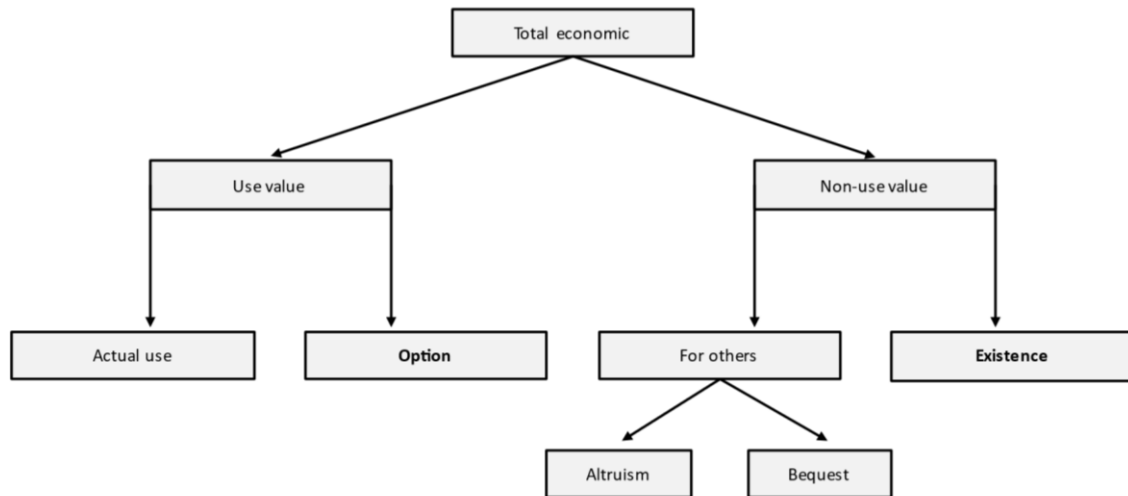 Total economic
Use value
Non-use value
Actual use
Option
For others
Existence
Altruism
Bequest